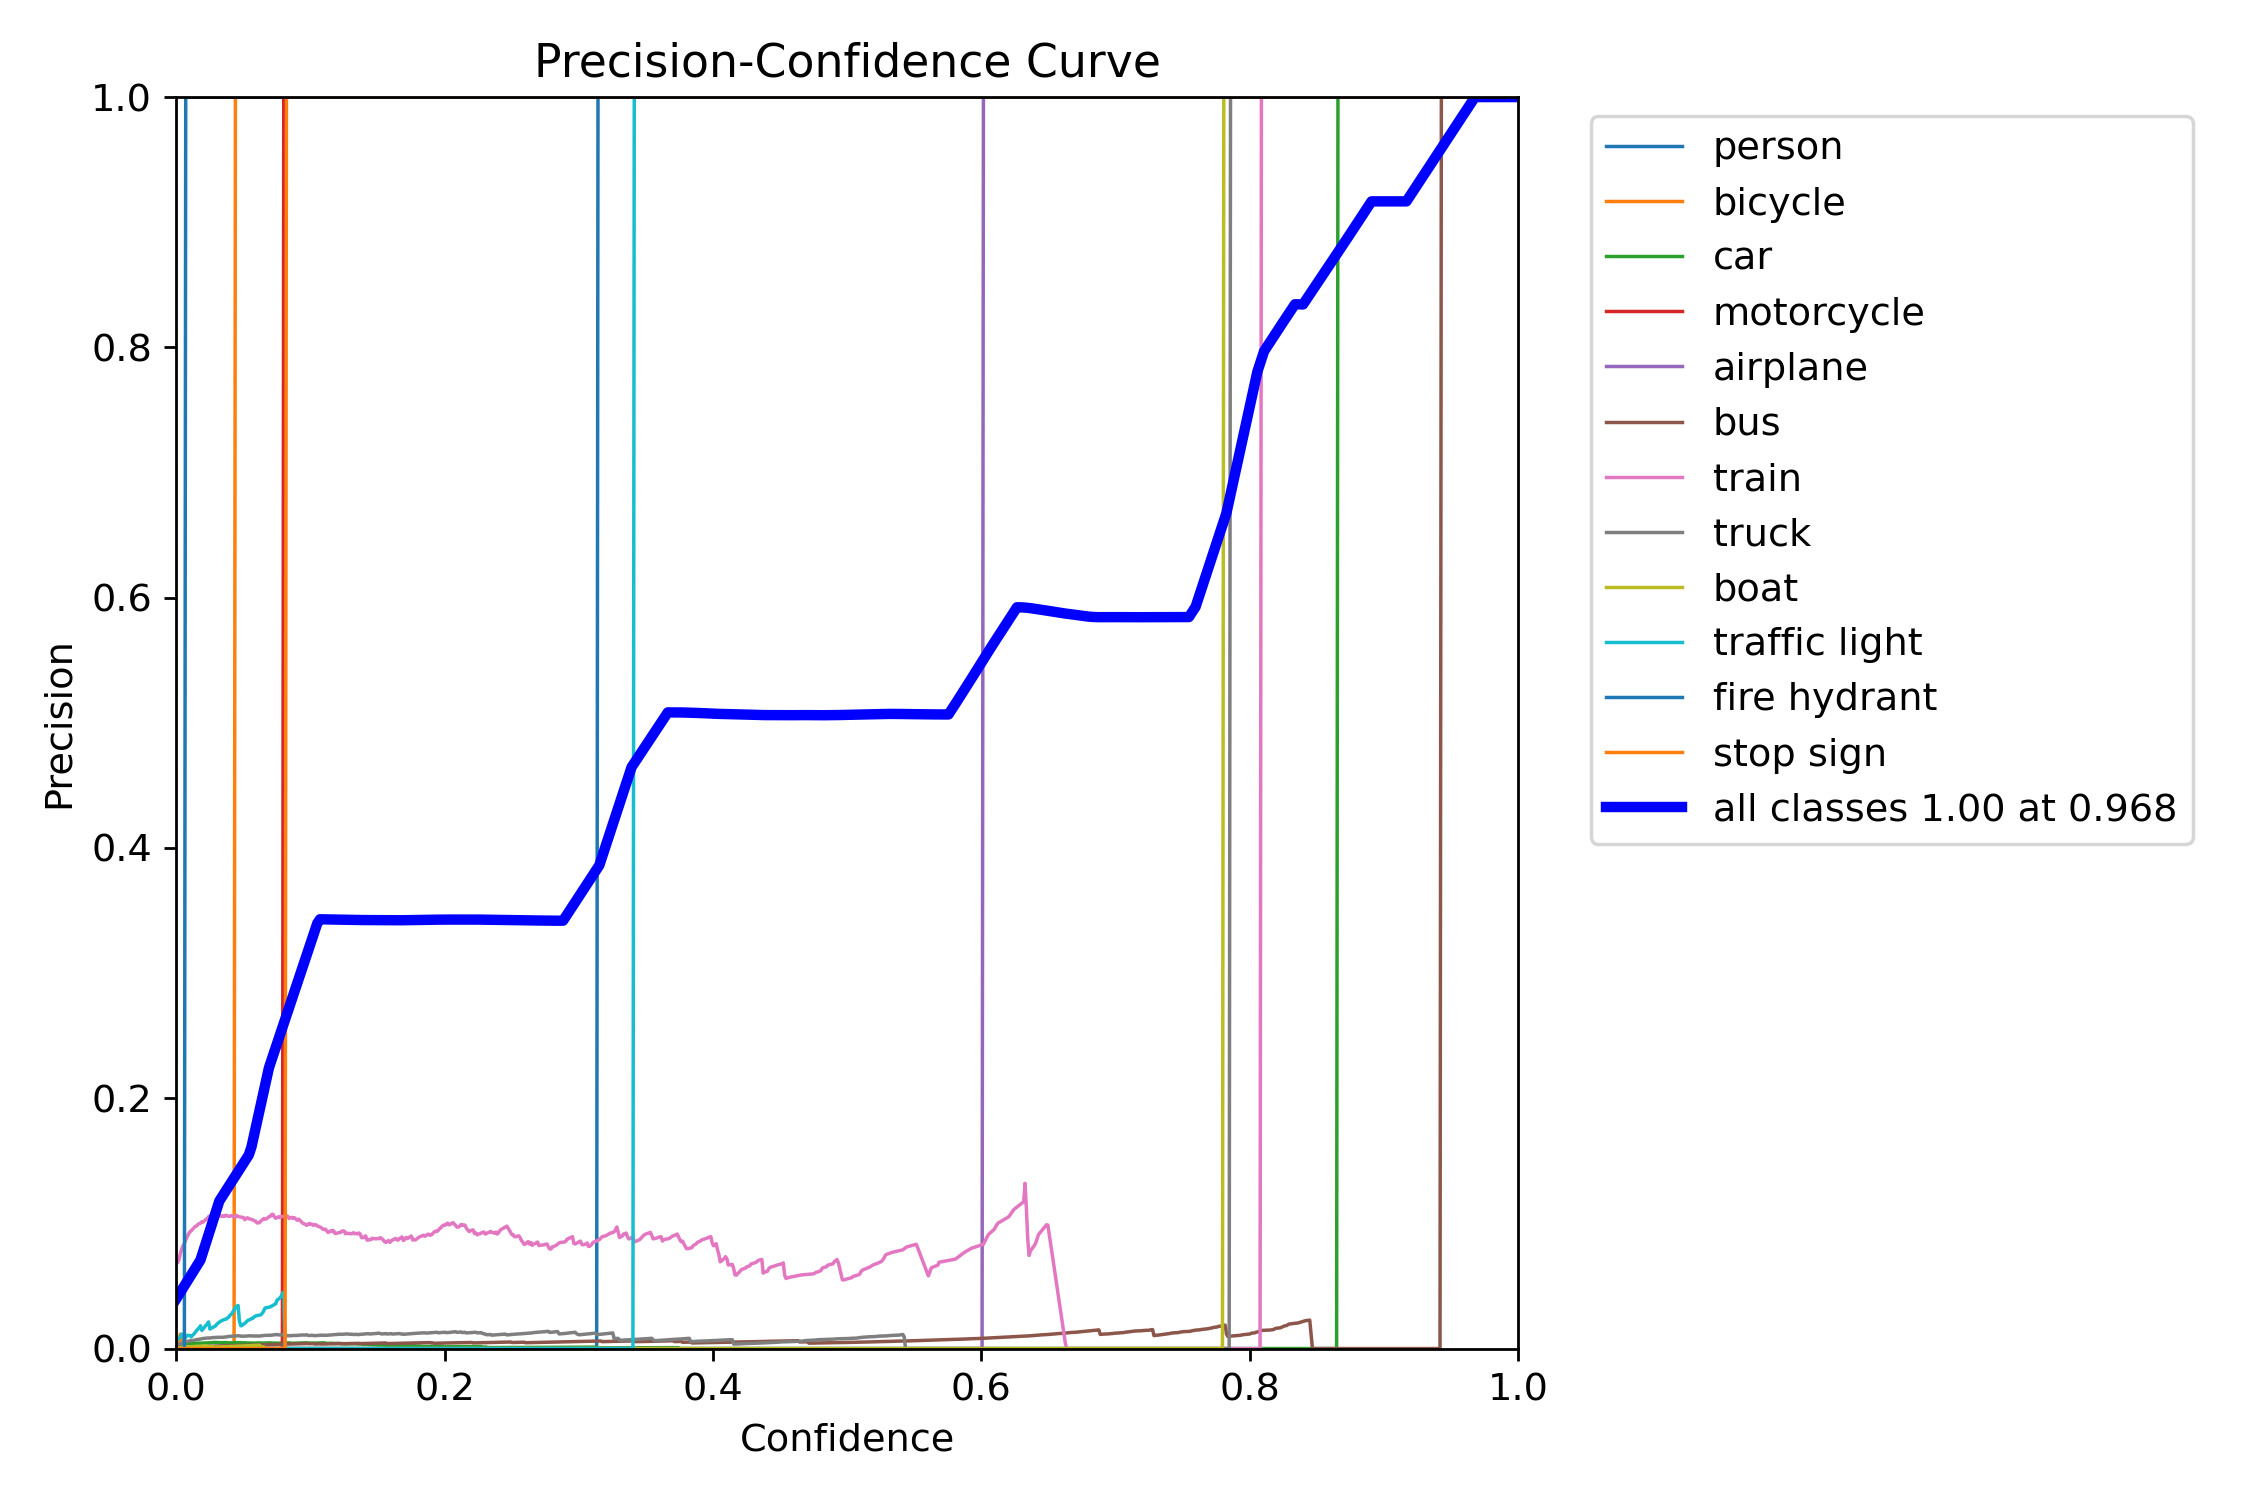 Precision-Confidence Curve
1.0
0.8
0.6
0.4
0.2
0.0
Precision
0.0 0.2 0.4 0.6 0.8 1.0
Confidence
person
bicycle
car
motorcycle
airplane
bus
train
truck
boat
traffic light
fire hydrant
stop sign
all classes 1.00 at 0.968